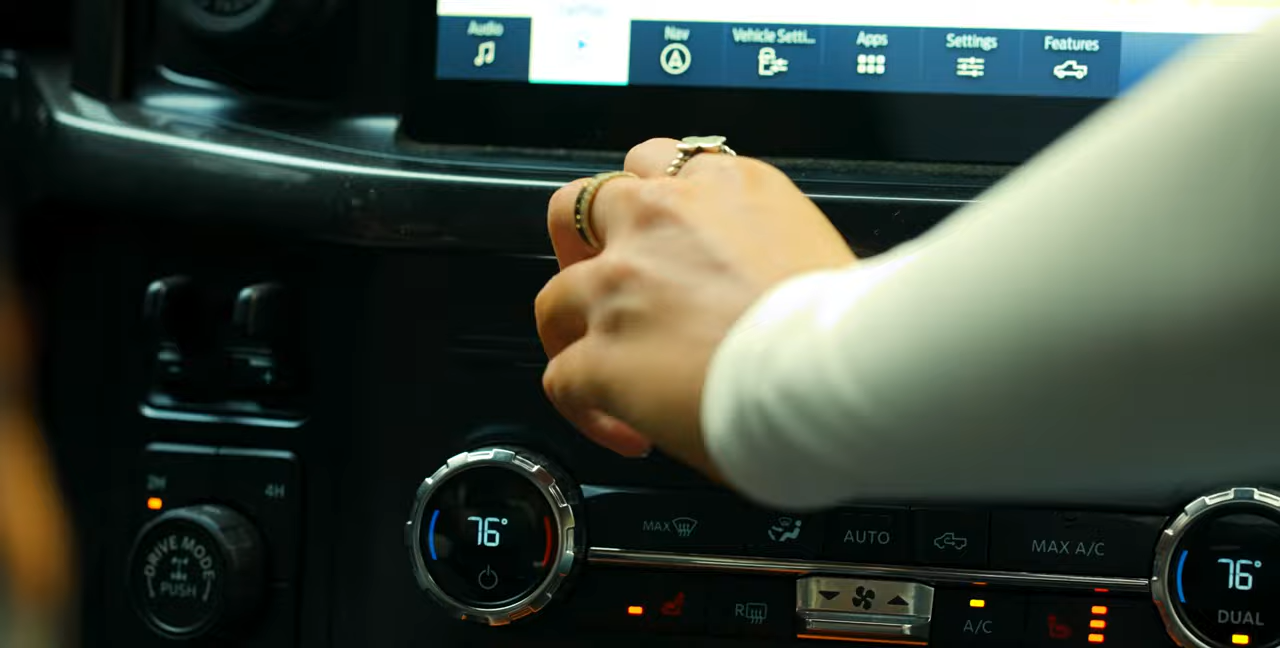 Audio
Nav
Vehicle Setti...
Apps
Settings
Features
2H
4H
DRIVE MODE
PUSH
76°
MAX
AUTO
MAX A/C
R
A/C
76°
DUAL